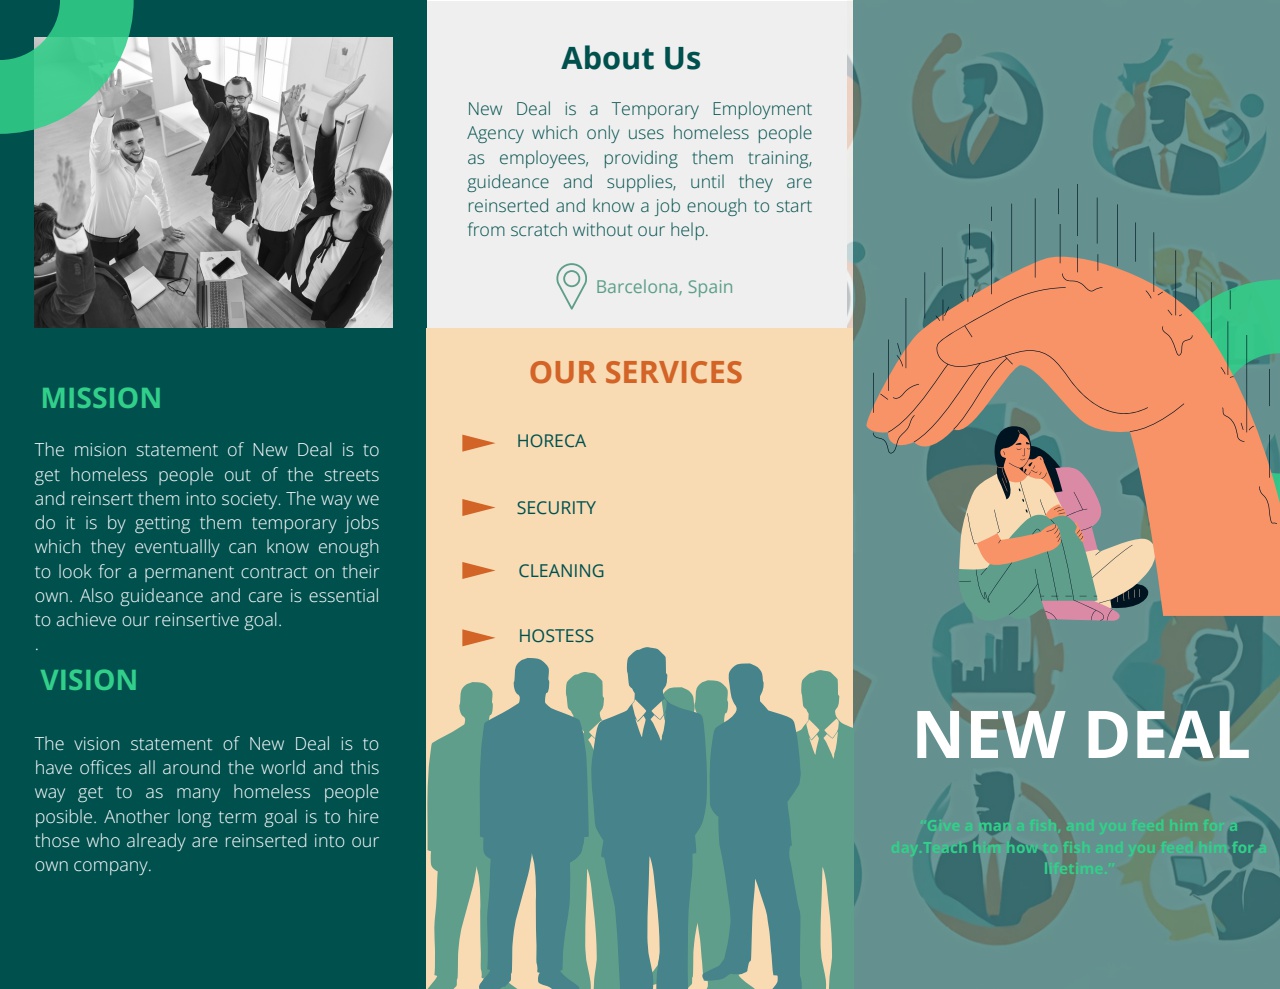 MISSION
The mision statement of New Deal is to
get homeless people out of the streets
and reinsert them into society. The way we
do it is by getting them temporary jobs
which they eventuallly can know enough
to look for a permanent contract on their
own. Also guideance and care is essential
to achieve our reinsertive goal.
.
VISION
The vision statement of New Deal is to
have offices all around the world and this
way get to as many homeless people
posible. Another long term goal is to hire
those who already are reinserted into our
own company.
About Us
New Deal is a Temporary Employment
Agency which only uses homeless people
as employees, providing them training,
guideance and supplies, until they are
reinserted and know a job enough to start
from scratch without our help.
Barcelona, Spain
OUR SERVICES
HORECA
SECURITY
CLEANING
HOSTESS
NEW DEAL
“Give a man a fish, and you feed him for a
day.Teach him how to fish and you feed him for a
lifetime.”